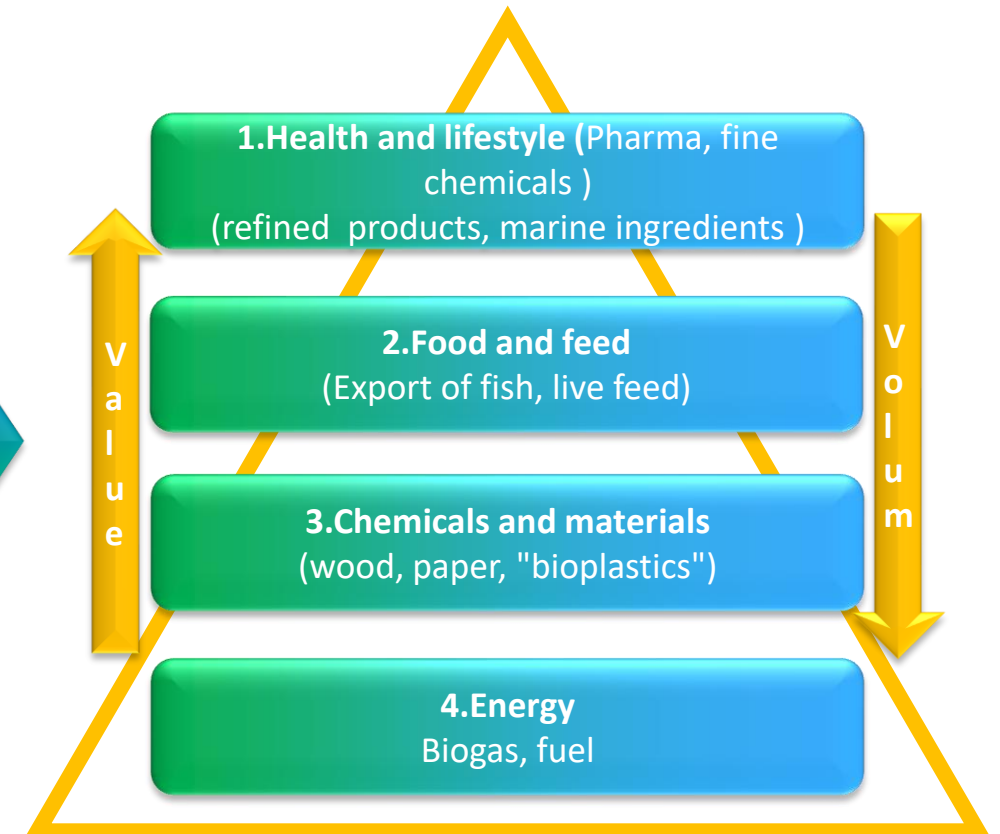 1.Health and lifestyle (Pharma, fine
chemicals )
(refined products, marine ingredients )
Value
2.Food and feed
(Export of fish, live feed)
Volum
3.Chemicals and materials
(wood, paper, "bioplastics")
4.Energy
Biogas, fuel